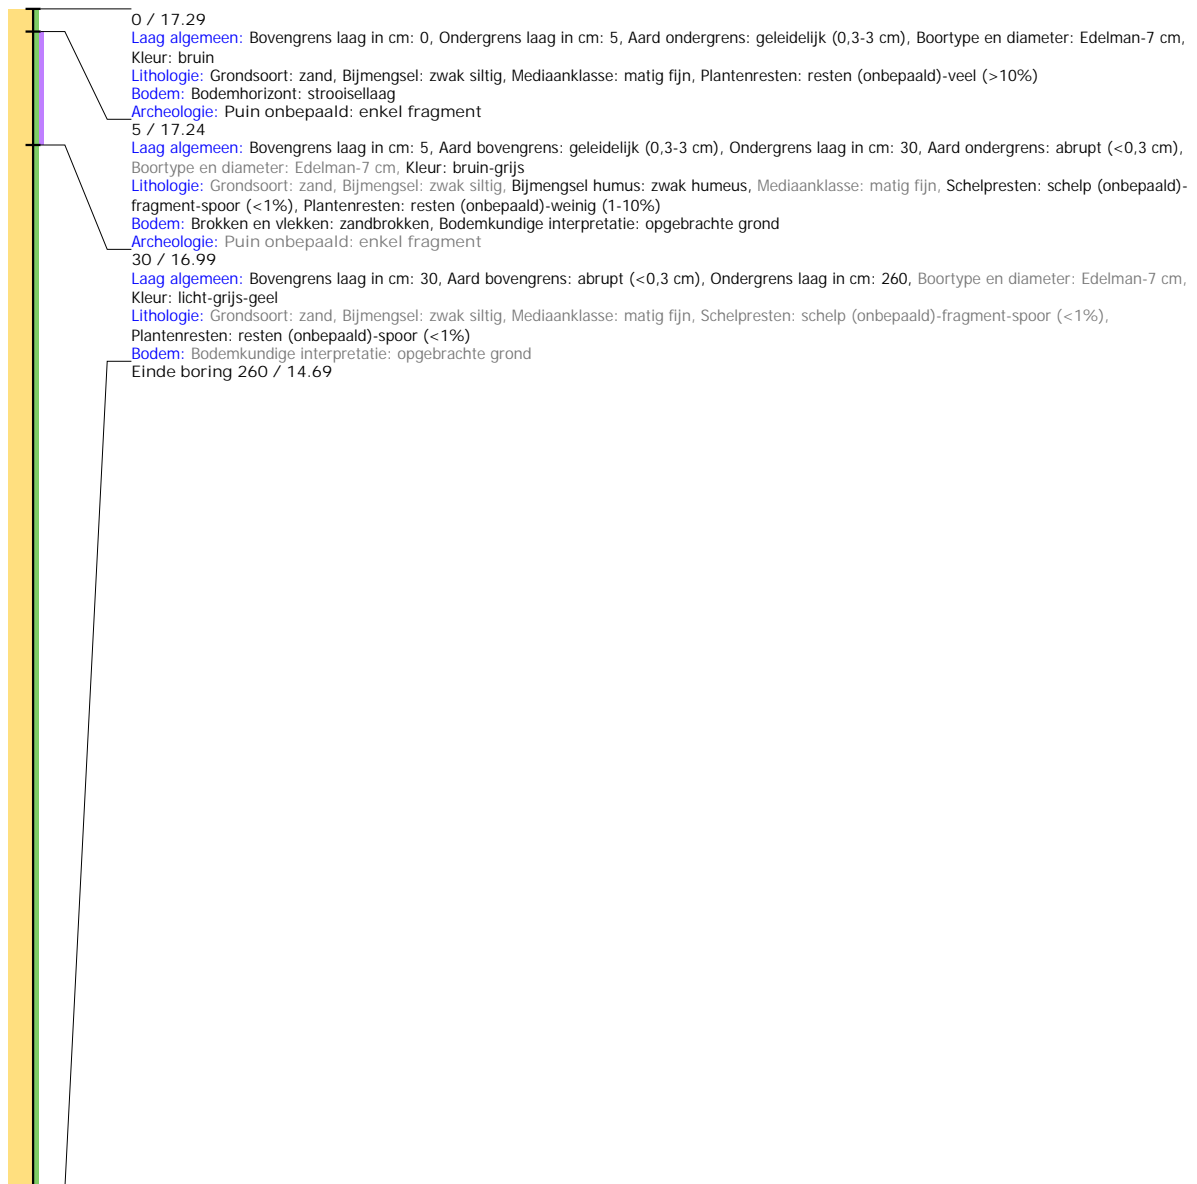 0 / 17.29
Laag algemeen: Bovengrens laag in cm: 0, Ondergrens laag in cm: 5, Aard ondergrens: geleidelijk (0,3-3 cm), Boortype en diameter: Edelman-7 cm,
Kleur: bruin
Lithologie: Grondsoort: zand, Bijmengsel: zwak siltig, Mediaanklasse: matig fijn, Plantenresten: resten (onbepaald)-veel (>10%)
Bodem: Bodemhorizont: strooisellaag
Archeologie: Puin onbepaald: enkel fragment
5 / 17.24
Laag algemeen: Bovengrens laag in cm: 5, Aard bovengrens: geleidelijk (0,3-3 cm), Ondergrens laag in cm: 30, Aard ondergrens: abrupt (<0,3 cm),
Boortype en diameter: Edelman-7 cm, Kleur: bruin-grijs
Lithologie: Grondsoort: zand, Bijmengsel: zwak siltig, Bijmengsel humus: zwak humeus, Mediaanklasse: matig fijn, Schelpresten: schelp (onbepaald)-
fragment-spoor (<1%), Plantenresten: resten (onbepaald)-weinig (1-10%)
Bodem: Brokken en vlekken: zandbrokken, Bodemkundige interpretatie: opgebrachte grond
Archeologie: Puin onbepaald: enkel fragment
30 / 16.99
Laag algemeen: Bovengrens laag in cm: 30, Aard bovengrens: abrupt (<0,3 cm), Ondergrens laag in cm: 260, Boortype en diameter: Edelman-7 cm,
Kleur: licht-grijs-geel
Lithologie: Grondsoort: zand, Bijmengsel: zwak siltig, Mediaanklasse: matig fijn, Schelpresten: schelp (onbepaald)-fragment-spoor (<1%),
Plantenresten: resten (onbepaald)-spoor (<1%)
Bodem: Bodemkundige interpretatie: opgebrachte grond
Einde boring 260 / 14.69